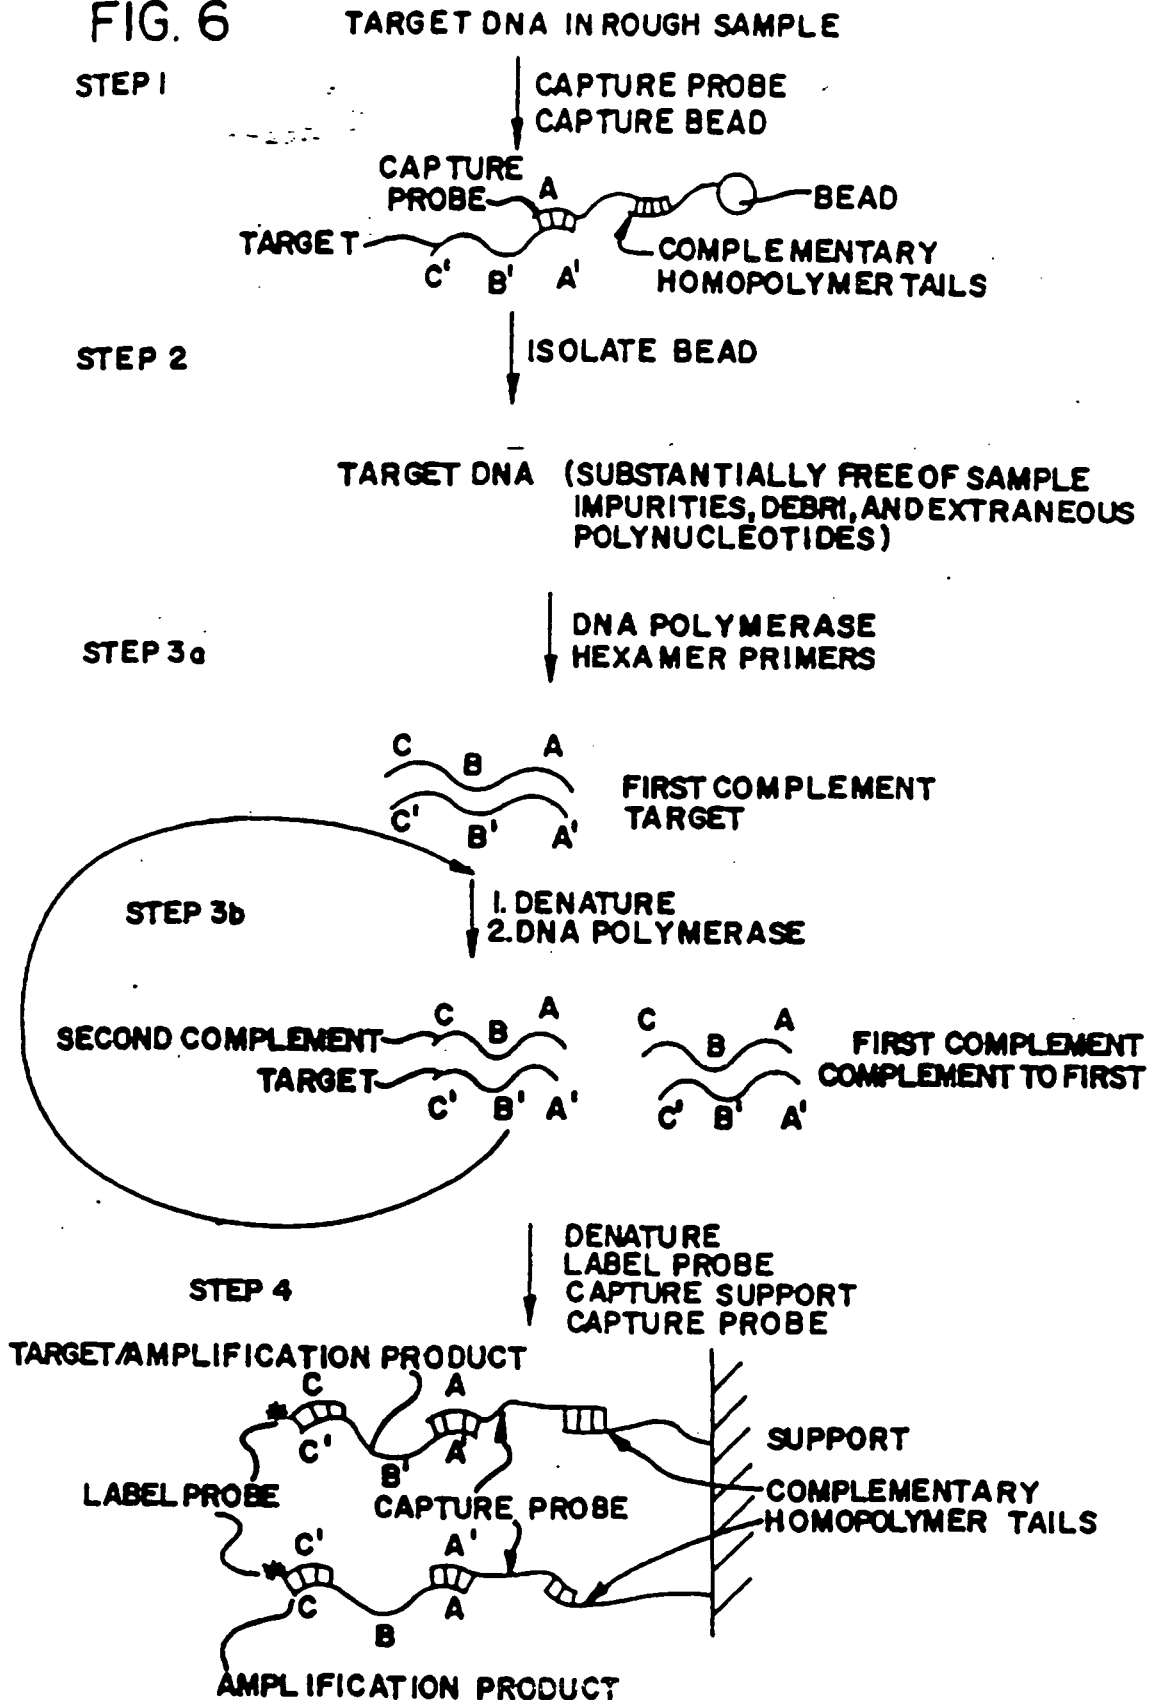 FIG. 6
TARGET DNA IN ROUGH SAMPLE
STEP 1
CAPTURE PROBE
CAPTURE BEAD
CAPTURE
PROBE
A
BEAD
TARGET
COMPLEMENTARY
HOMOPOLYMER TAILS
C' B' A'
STEP 2
ISOLATE BEAD
TARGET DNA (SUBSTANTIALLY FREE OF SAMPLE
IMPURITIES, DEBRI, AND EXTRANEOUS
POLYNUCLEOTIDES)
STEP 3a
DNA POLYMERASE
HEXAMER PRIMERS
C B A
FIRST COMPLEMENT
TARGET
C' B' A'
STEP 3b
1. DENATURE
2. DNA POLYMERASE
C B A
C B A
SECOND COMPLEMENT
FIRST COMPLEMENT
TARGET
COMPLEMENT TO FIRST
C' B' A'
C' B' A'
DENATURE
LABEL PROBE
CAPTURE SUPPORT
CAPTURE PROBE
STEP 4
TARGET/AMPLIFICATION PRODUCT
C A
*
C' B' A'
SUPPORT
LABEL PROBE
CAPTURE PROBE
COMPLEMENTARY
HOMOPOLYMER TAILS
C' A'
*
C B A
AMPLIFICATION PRODUCT